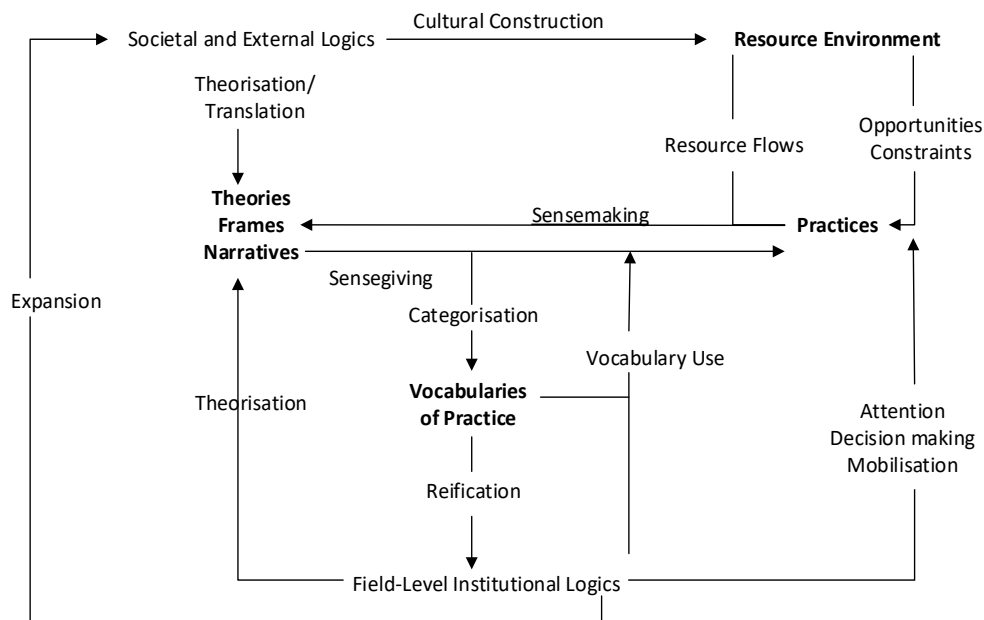 Cultural Construction
Societal and External Logics
Resource Environment
Theorisation/
Translation
Opportunities
Constraints
Resource Flows
Theories
Frames
Narratives
Sensemaking
Practices
Sensegiving
Expansion
Categorisation
Vocabulary Use
Vocabularies
of Practice
Theorisation
Attention
Decision making
Mobilisation
Reification
Field-Level Institutional Logics